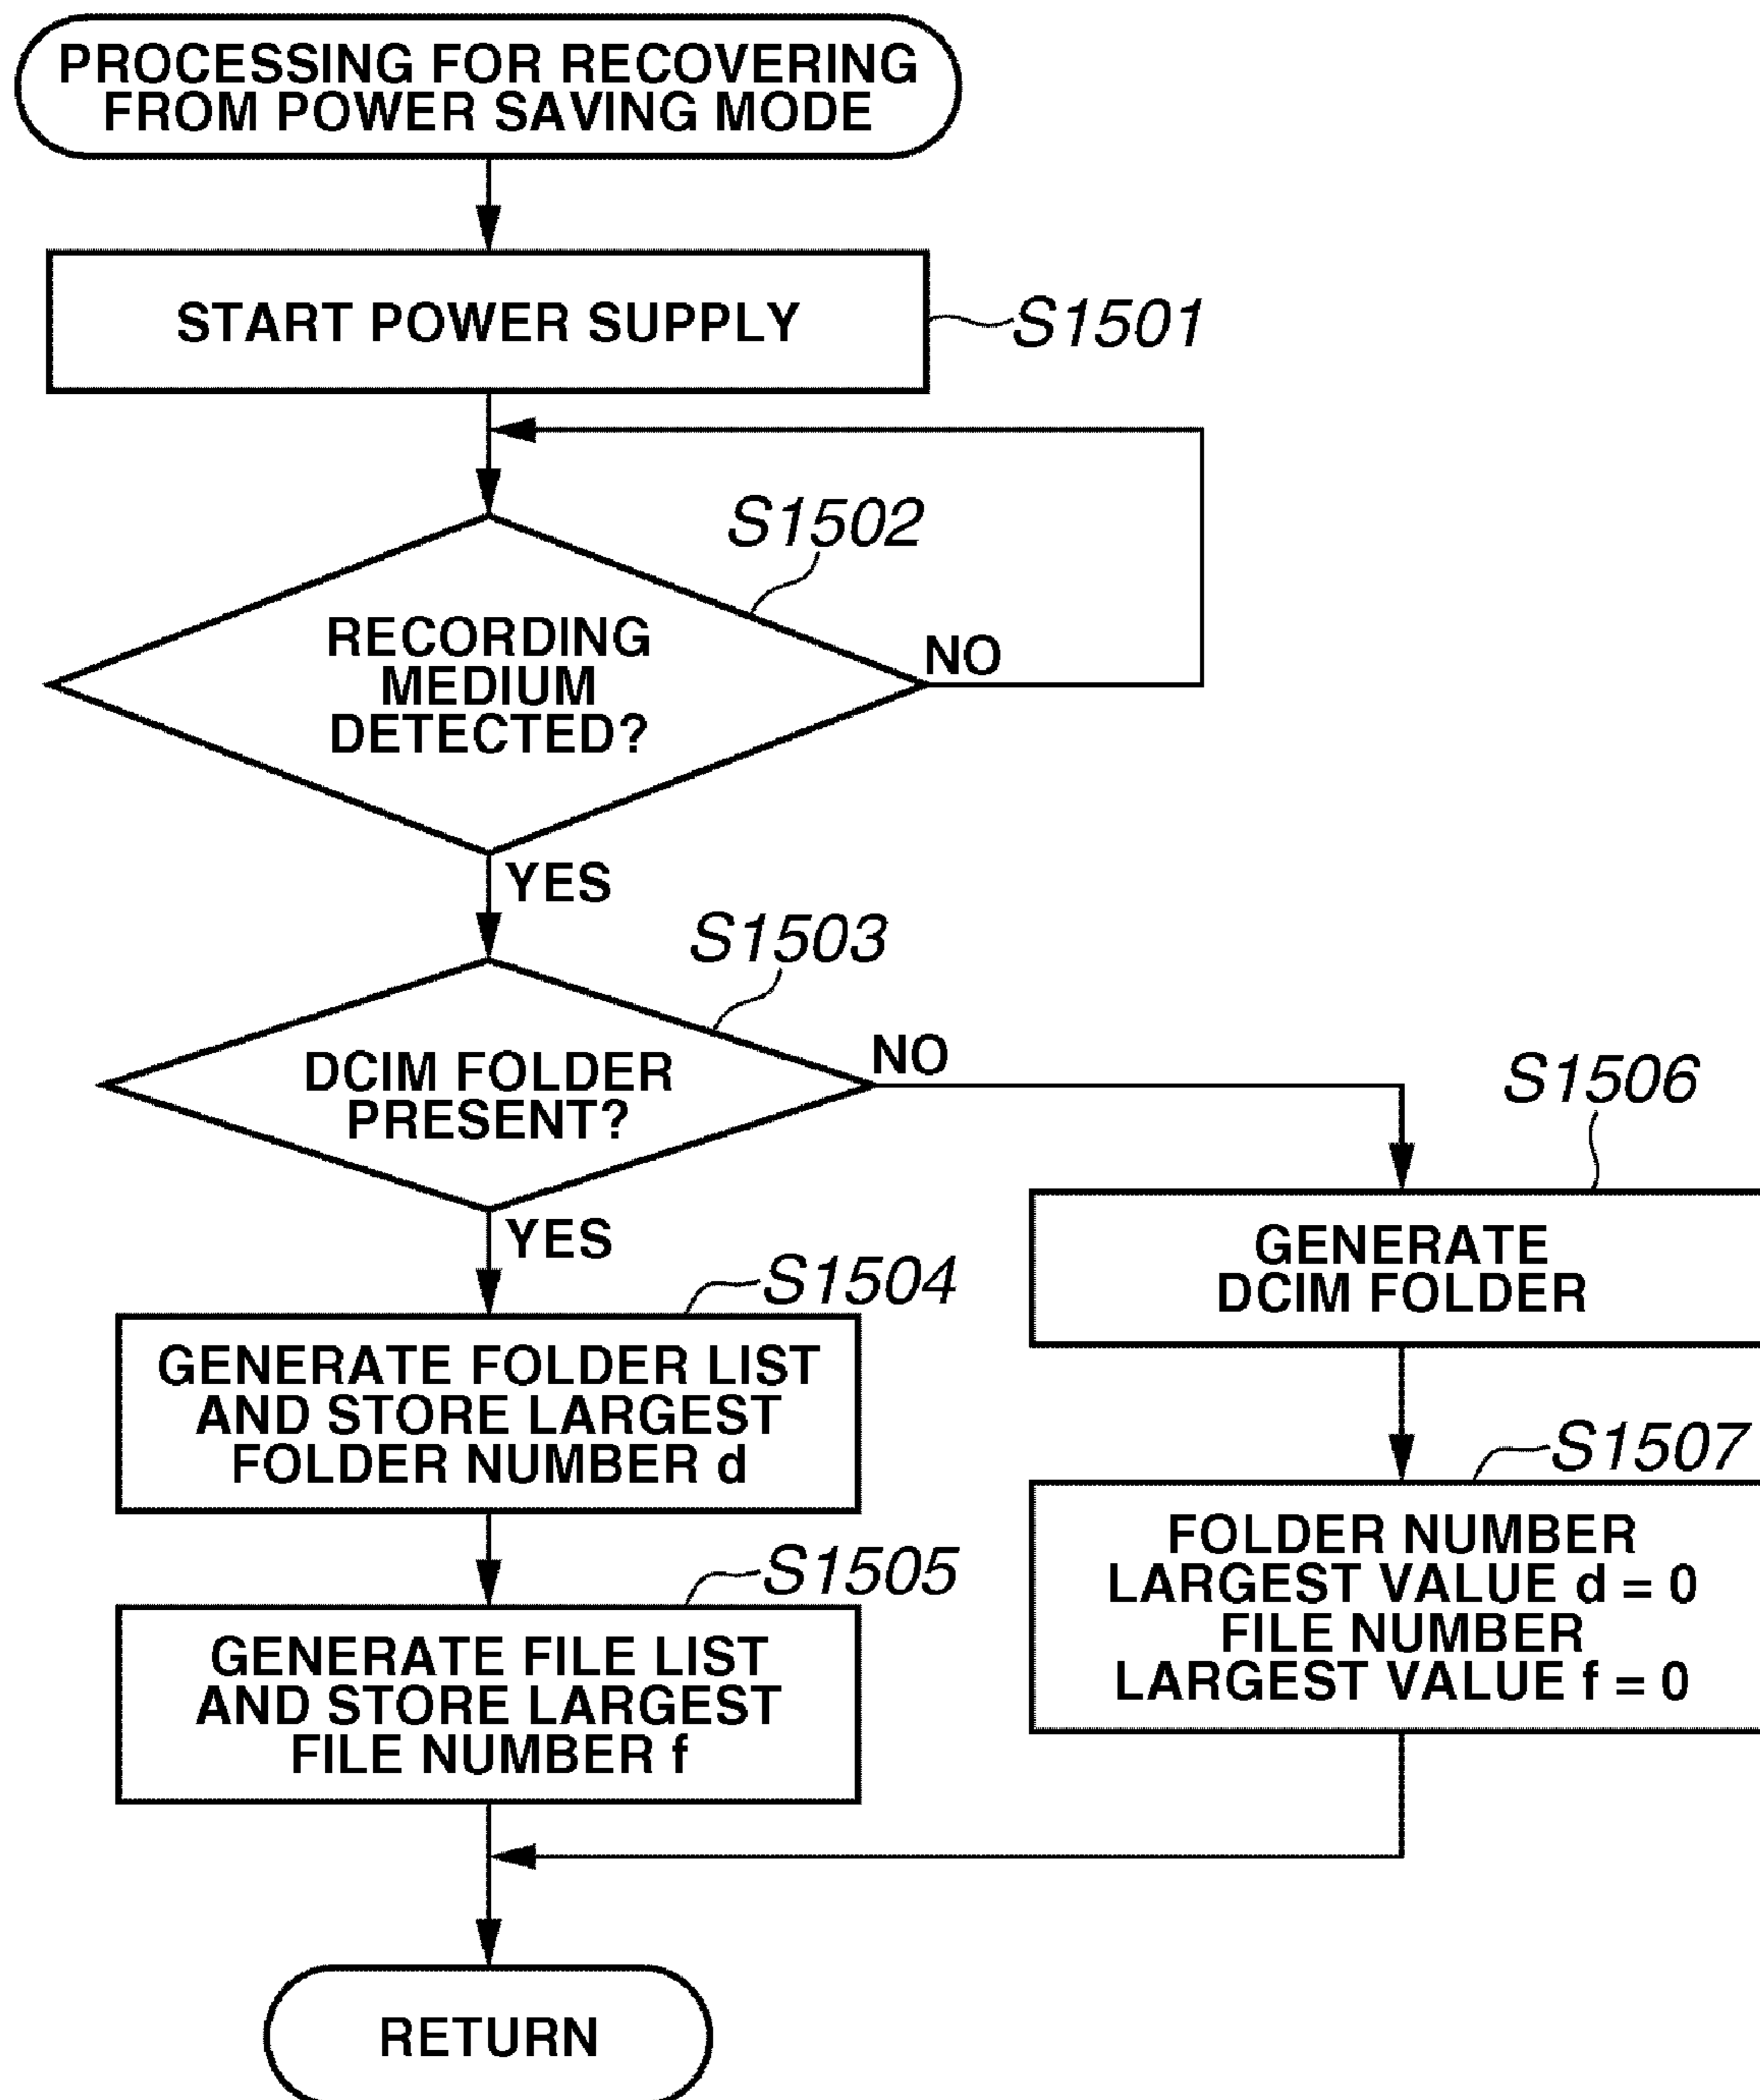 PROCESSING FOR RECOVERING
FROM POWER SAVING MODE
START POWER SUPPLY
S1501
S1502
RECORDING
MEDIUM
DETECTED?
NO
YES
S1503
DCIM FOLDER
PRESENT?
NO
YES
S1506
GENERATE
DCIM FOLDER
S1504
GENERATE FOLDER LIST
AND STORE LARGEST
FOLDER NUMBER d
S1507
FOLDER NUMBER
LARGEST VALUE d = 0
FILE NUMBER
LARGEST VALUE f = 0
S1505
GENERATE FILE LIST
AND STORE LARGEST
FILE NUMBER f
RETURN